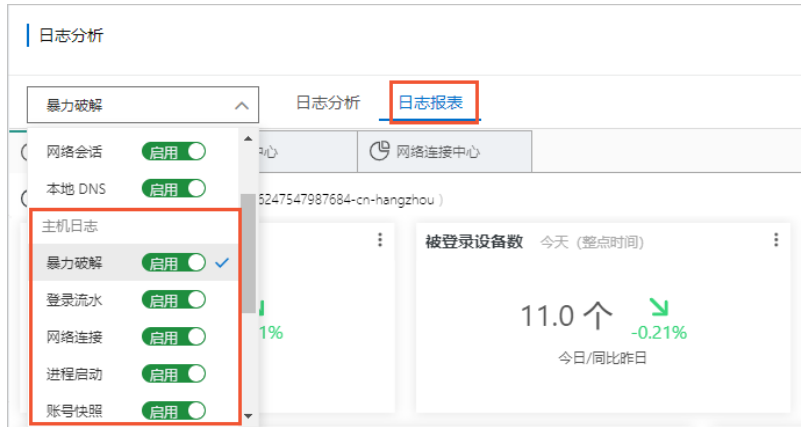 日志分析
暴力破解
日志分析
日志报表
网络会话 启用
中心
网络连接中心
本地 DNS 启用
6247547987684-cn-hangzhou )
主机日志
暴力破解 启用
被登录设备数 今天 (整点时间)
登录流水 启用
11.0 个
-0.21%
1%
网络连接 启用
今日/同比昨日
进程启动 启用
账号快照 启用